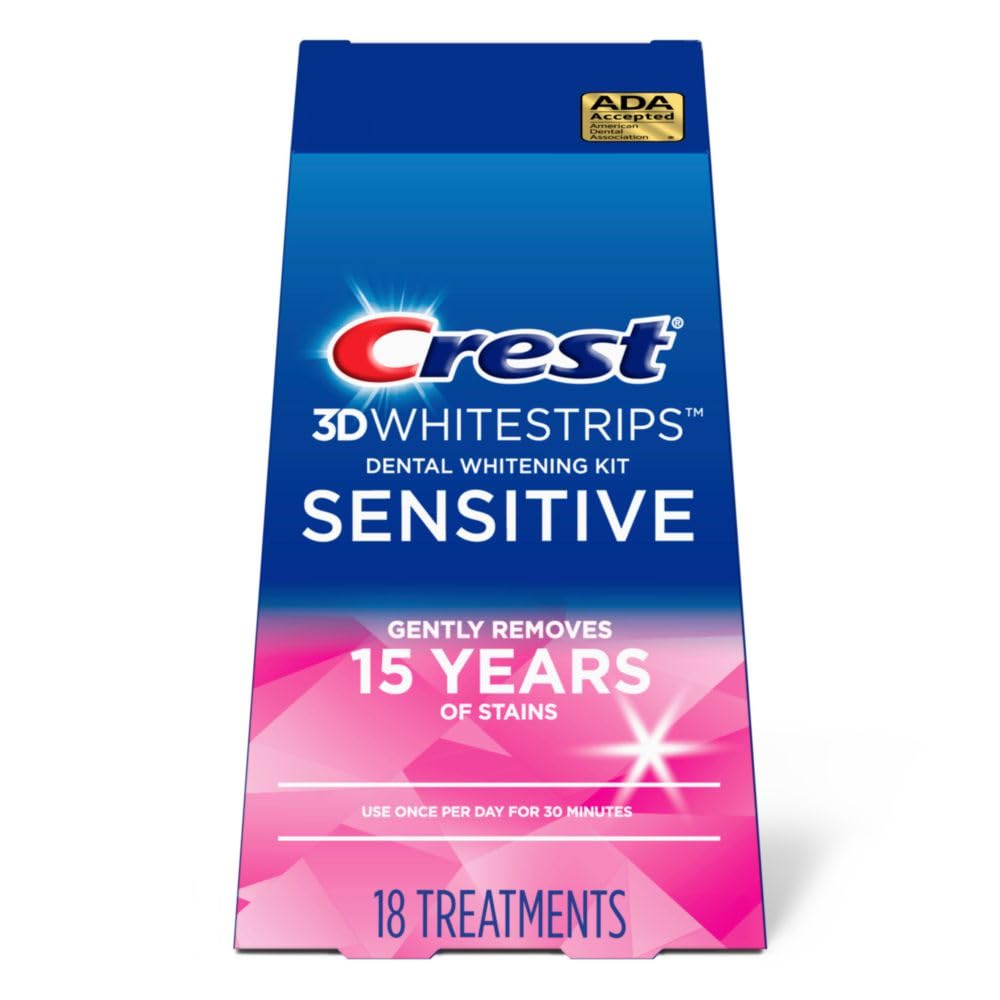 ADA
Accepted
American
Dental
Association
Crest®
3DWHITESTRIPS™
DENTAL WHITENING KIT
SENSITIVE
GENTLY REMOVES
15 YEARS
OF STAINS
USE ONCE PER DAY FOR 30 MINUTES
18 TREATMENTS